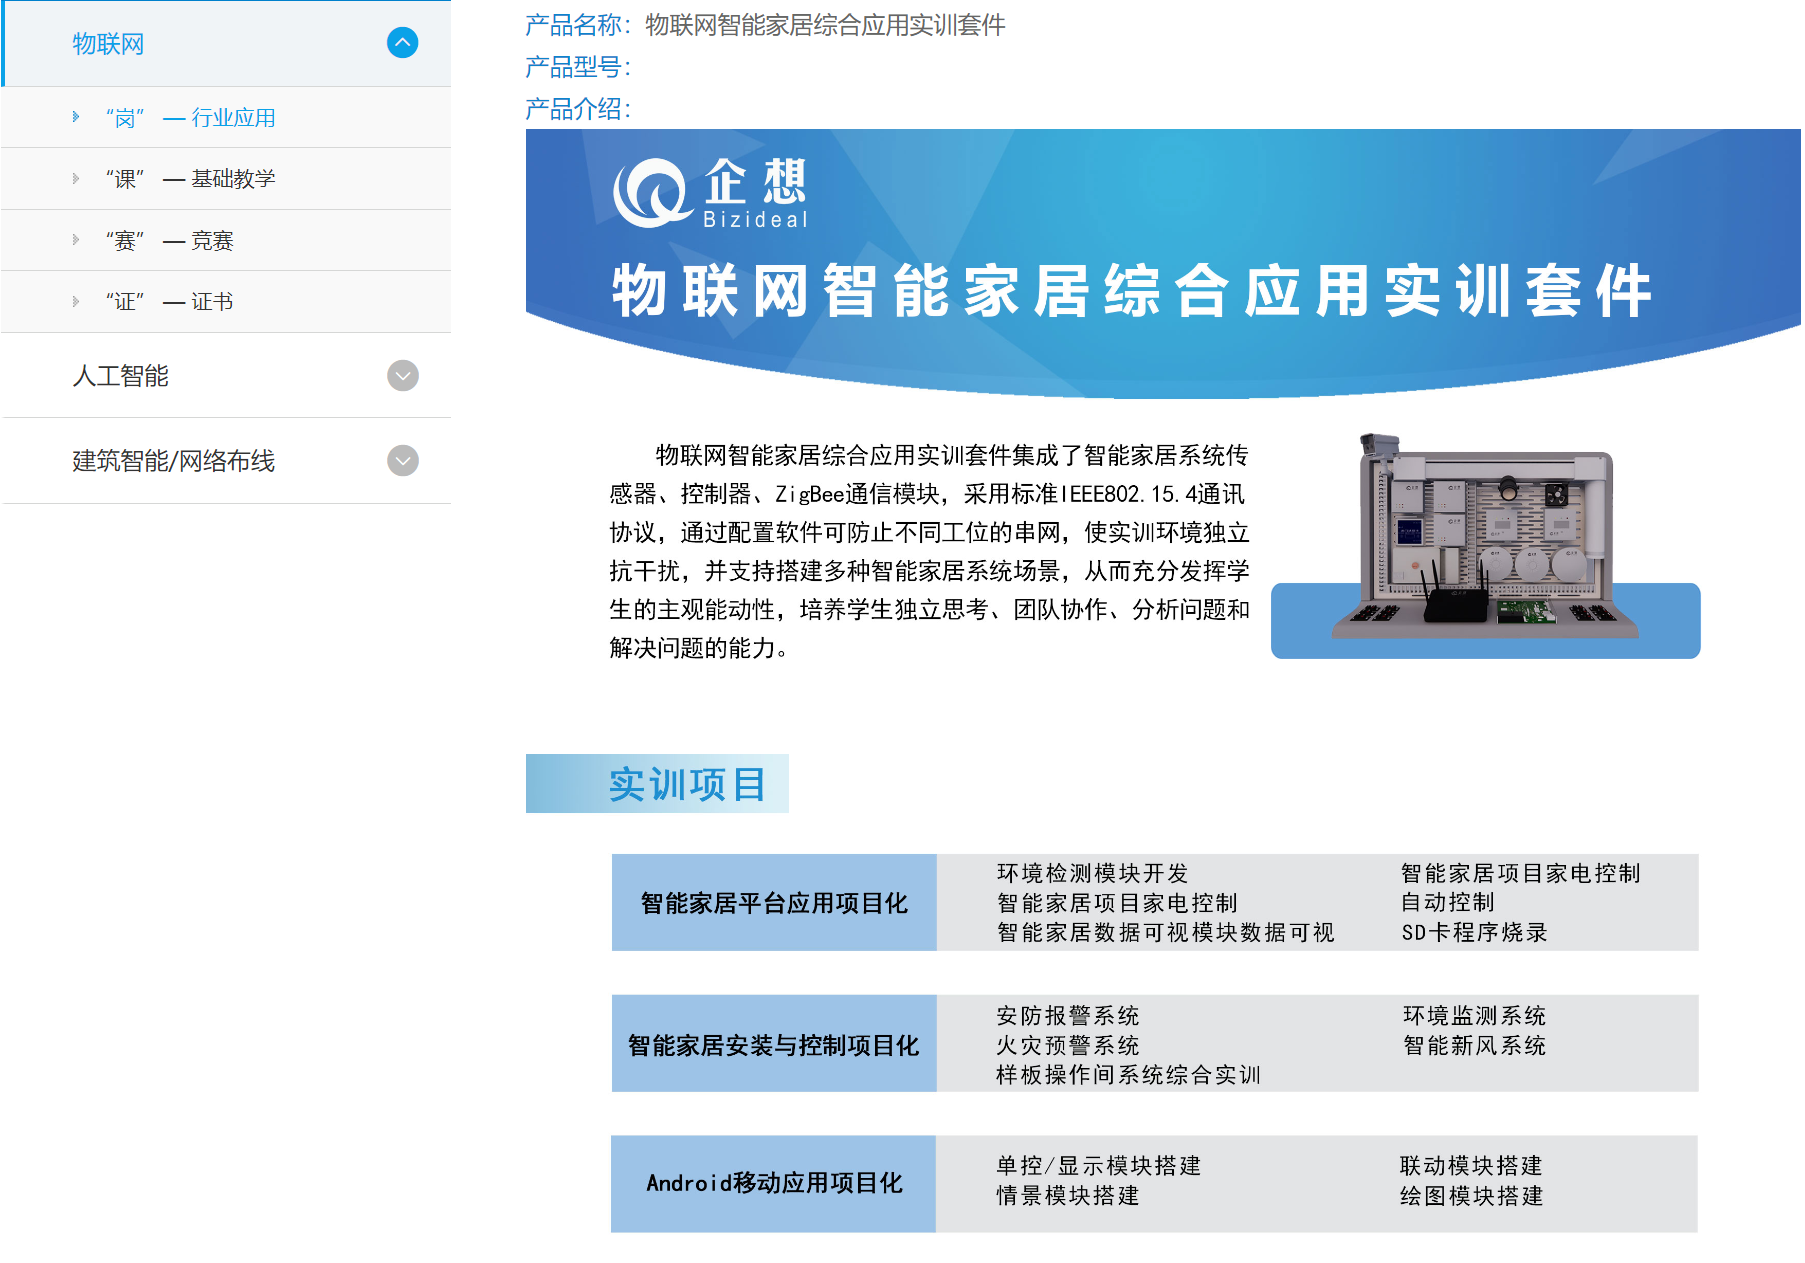 物联网
“岗” — 行业应用
“课” — 基础教学
“赛” — 竞赛
“证” — 证书
人工智能
建筑智能/网络布线
产品名称：物联网智能家居综合应用实训套件
产品型号：
产品介绍：
企想
Bizideal
物联网智能家居综合应用实训套件
物联网智能家居综合应用实训套件集成了智能家居系统传
感器、控制器、ZigBee通信模块，采用标准IEEE802.15.4通讯
协议，通过配置软件可防止不同工位的串网，使实训环境独立
抗干扰，并支持搭建多种智能家居系统场景，从而充分发挥学
生的主观能动性，培养学生独立思考、团队协作、分析问题和
解决问题的能力。
实训项目
智能家居平台应用项目化
环境检测模块开发
智能家居项目家电控制
智能家居数据可视模块数据可视
智能家居项目家电控制
自动控制
SD卡程序烧录
智能家居安装与控制项目化
安防报警系统
火灾预警系统
样板操作间系统综合实训
环境监测系统
智能新风系统
Android移动应用项目化
单控/显示模块搭建
情景模块搭建
联动模块搭建
绘图模块搭建